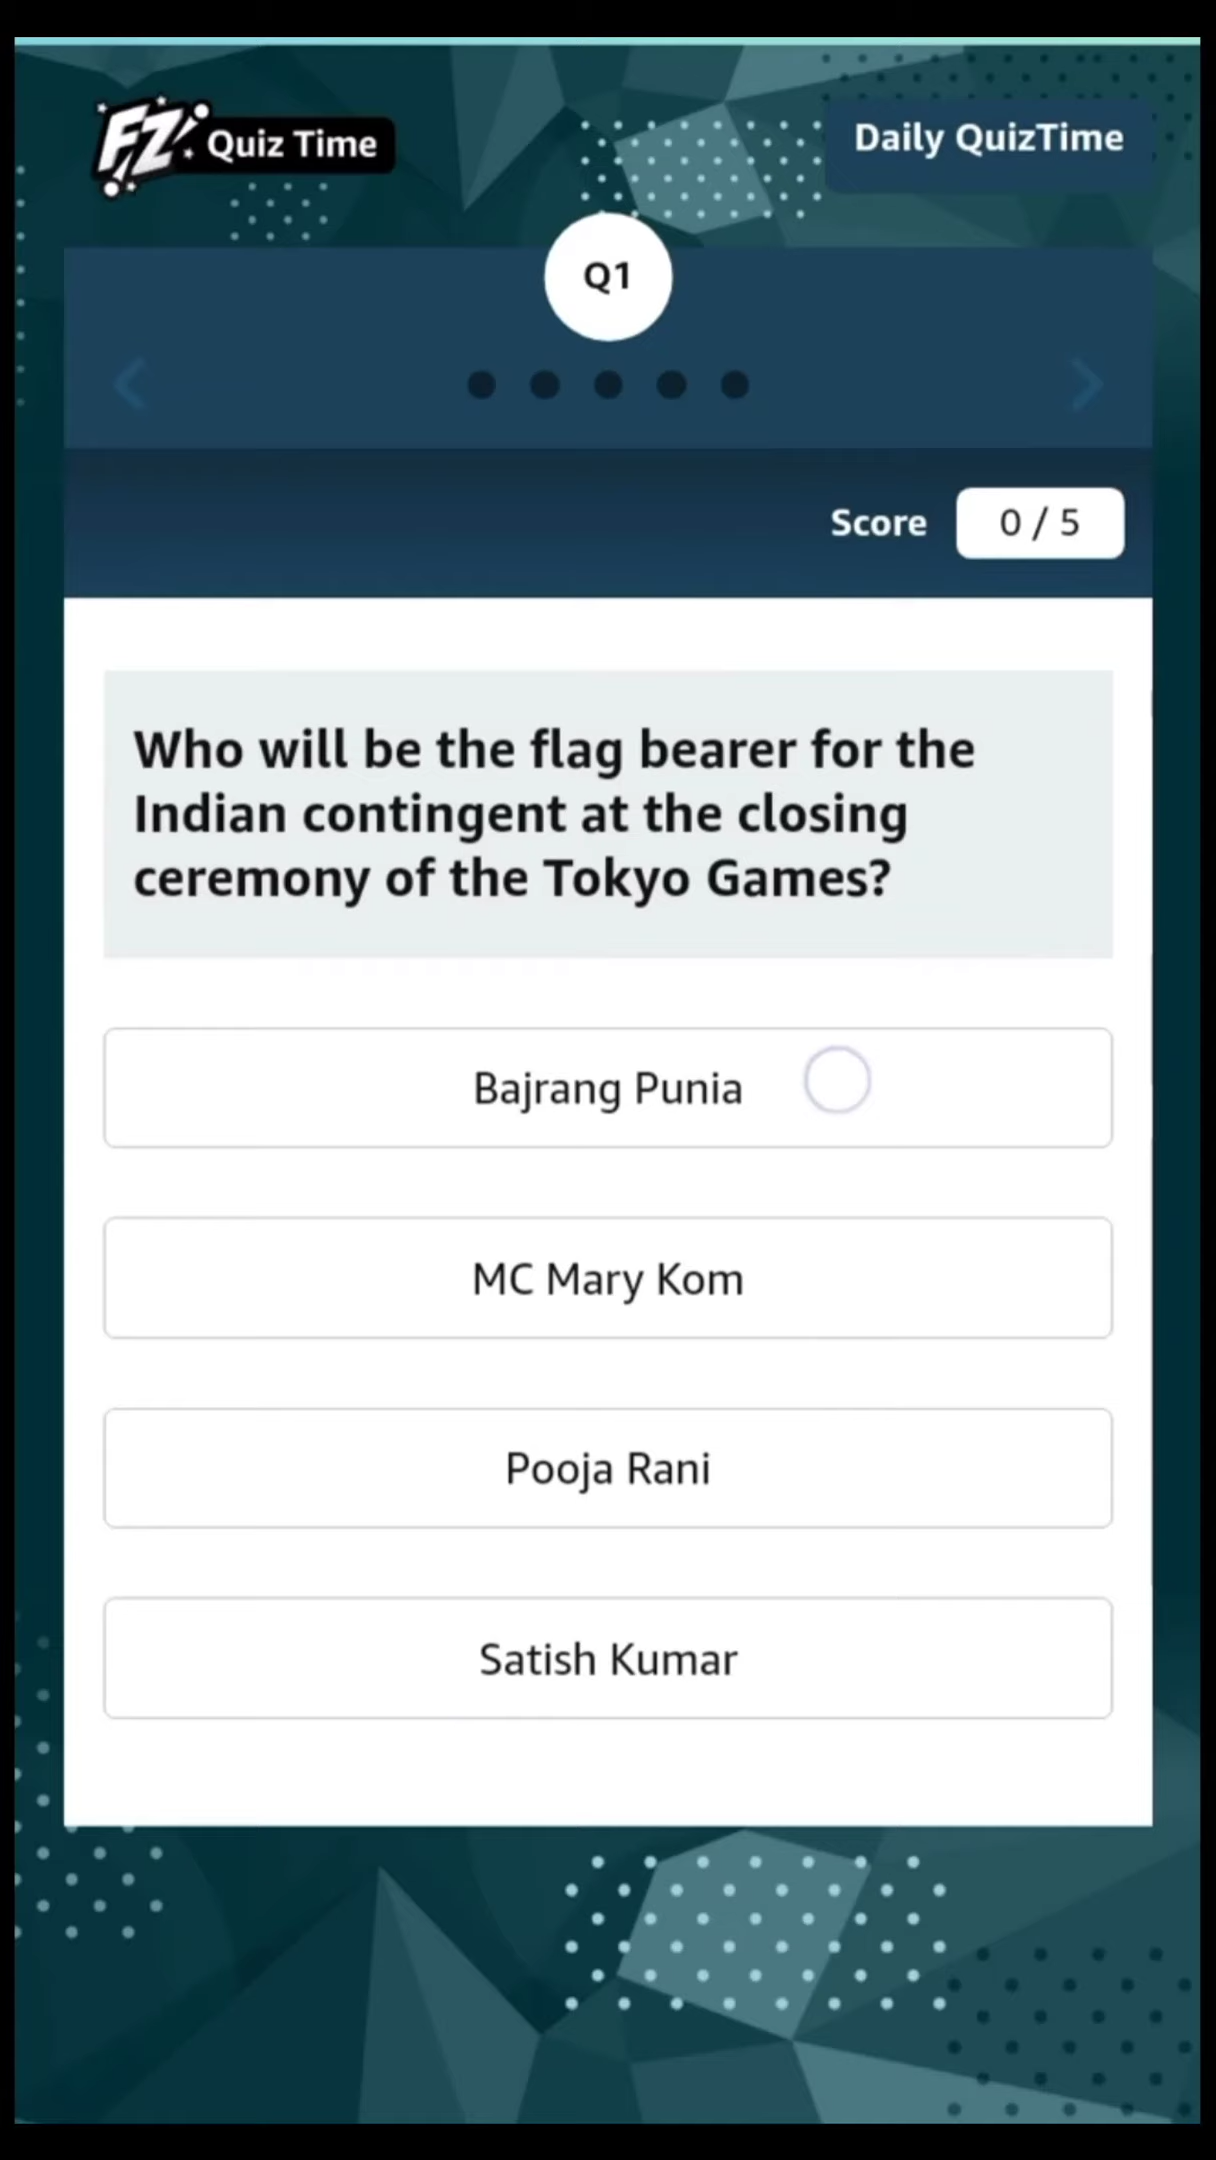 FZ Quiz Time
Daily QuizTime
Q1
Score 0 / 5
Who will be the flag bearer for the
Indian contingent at the closing
ceremony of the Tokyo Games?
Bajrang Punia
MC Mary Kom
Pooja Rani
Satish Kumar